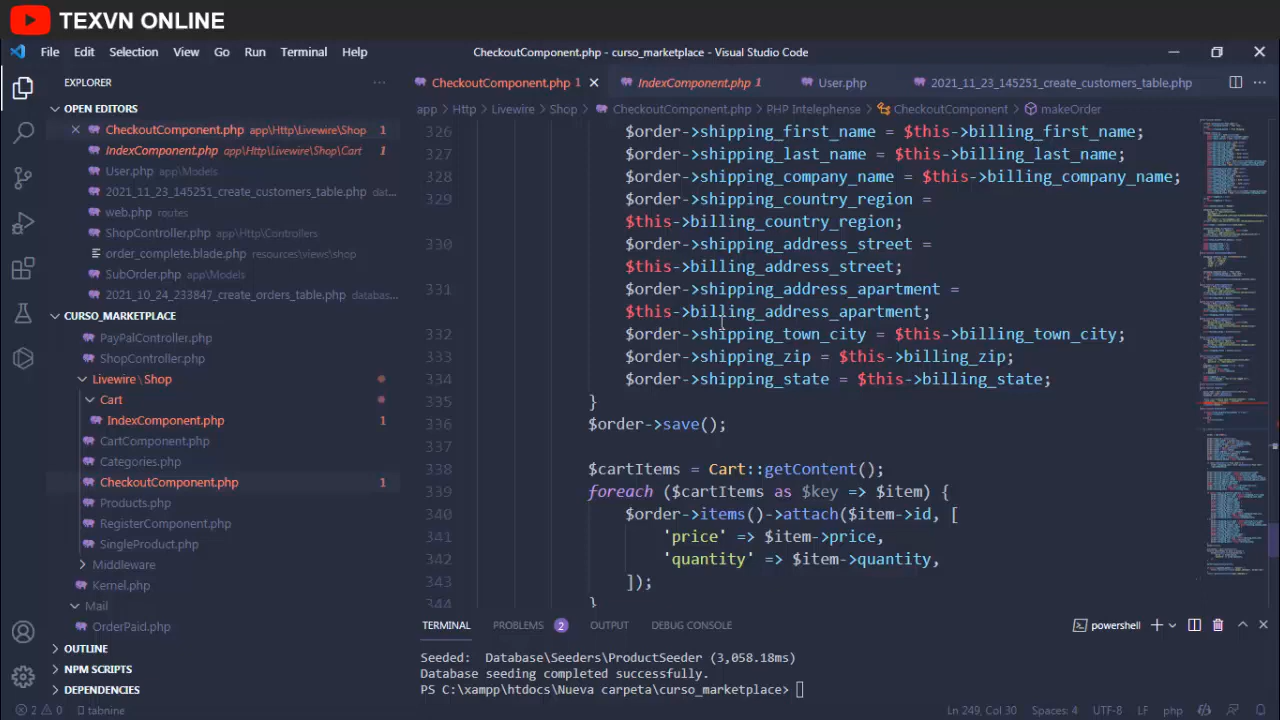 TEXVN ONLINE
File Edit Selection View Go Run Terminal Help
CheckoutComponent.php - curso_marketplace - Visual Studio Code
EXPLORER
OPEN EDITORS
CheckoutComponent.php app\Http\Livewire\Shop 1
IndexComponent.php app\Http\Livewire\Shop\Cart 1
User.php app\Models
2021_11_23_145251_create_customers_table.php dat...
web.php routes
ShopController.php app\Http\Controllers
order_complete.blade.php resources\views\shop
SubOrder.php app\Models
2021_10_24_233847_create_orders_table.php databas...
CURSO_MARKETPLACE
PayPalController.php
ShopController.php
Livewire\Shop
Cart
IndexComponent.php 1
CartComponent.php
Categories.php
CheckoutComponent.php 1
Products.php
RegisterComponent.php
SingleProduct.php
Middleware
Kernel.php
Mail
OrderPaid.php
OUTLINE
NPM SCRIPTS
DEPENDENCIES
CheckoutComponent.php 1 IndexComponent.php 1 User.php 2021_11_23_145251_create_customers_table.php
app > Http > Livewire > Shop > CheckoutComponent.php > PHP Intelephense > CheckoutComponent > makeOrder
326 $order->shipping_first_name = $this->billing_first_name;
327 $order->shipping_last_name = $this->billing_last_name;
328 $order->shipping_company_name = $this->billing_company_name;
329 $order->shipping_country_region =
$this->billing_country_region;
330 $order->shipping_address_street =
$this->billing_address_street;
331 $order->shipping_address_apartment =
$this->billing_address_apartment;
332 $order->shipping_town_city = $this->billing_town_city;
333 $order->shipping_zip = $this->billing_zip;
334 $order->shipping_state = $this->billing_state;
335 }
336 $order->save();
338 $cartItems = Cart::getContent();
339 foreach ($cartItems as $key => $item) {
340 $order->items()->attach($item->id, [
341 'price' => $item->price,
342 'quantity' => $item->quantity,
343 ]);
344 }
TERMINAL PROBLEMS 2 OUTPUT DEBUG CONSOLE powershell
Seeded: Database\Seeders\ProductSeeder (3,058.18ms)
Database seeding completed successfully.
PS C:\xampp\htdocs\Nueva carpeta\curso_marketplace>
2 0 tabnine Ln 249, Col 30 Spaces: 4 UTF-8 LF php